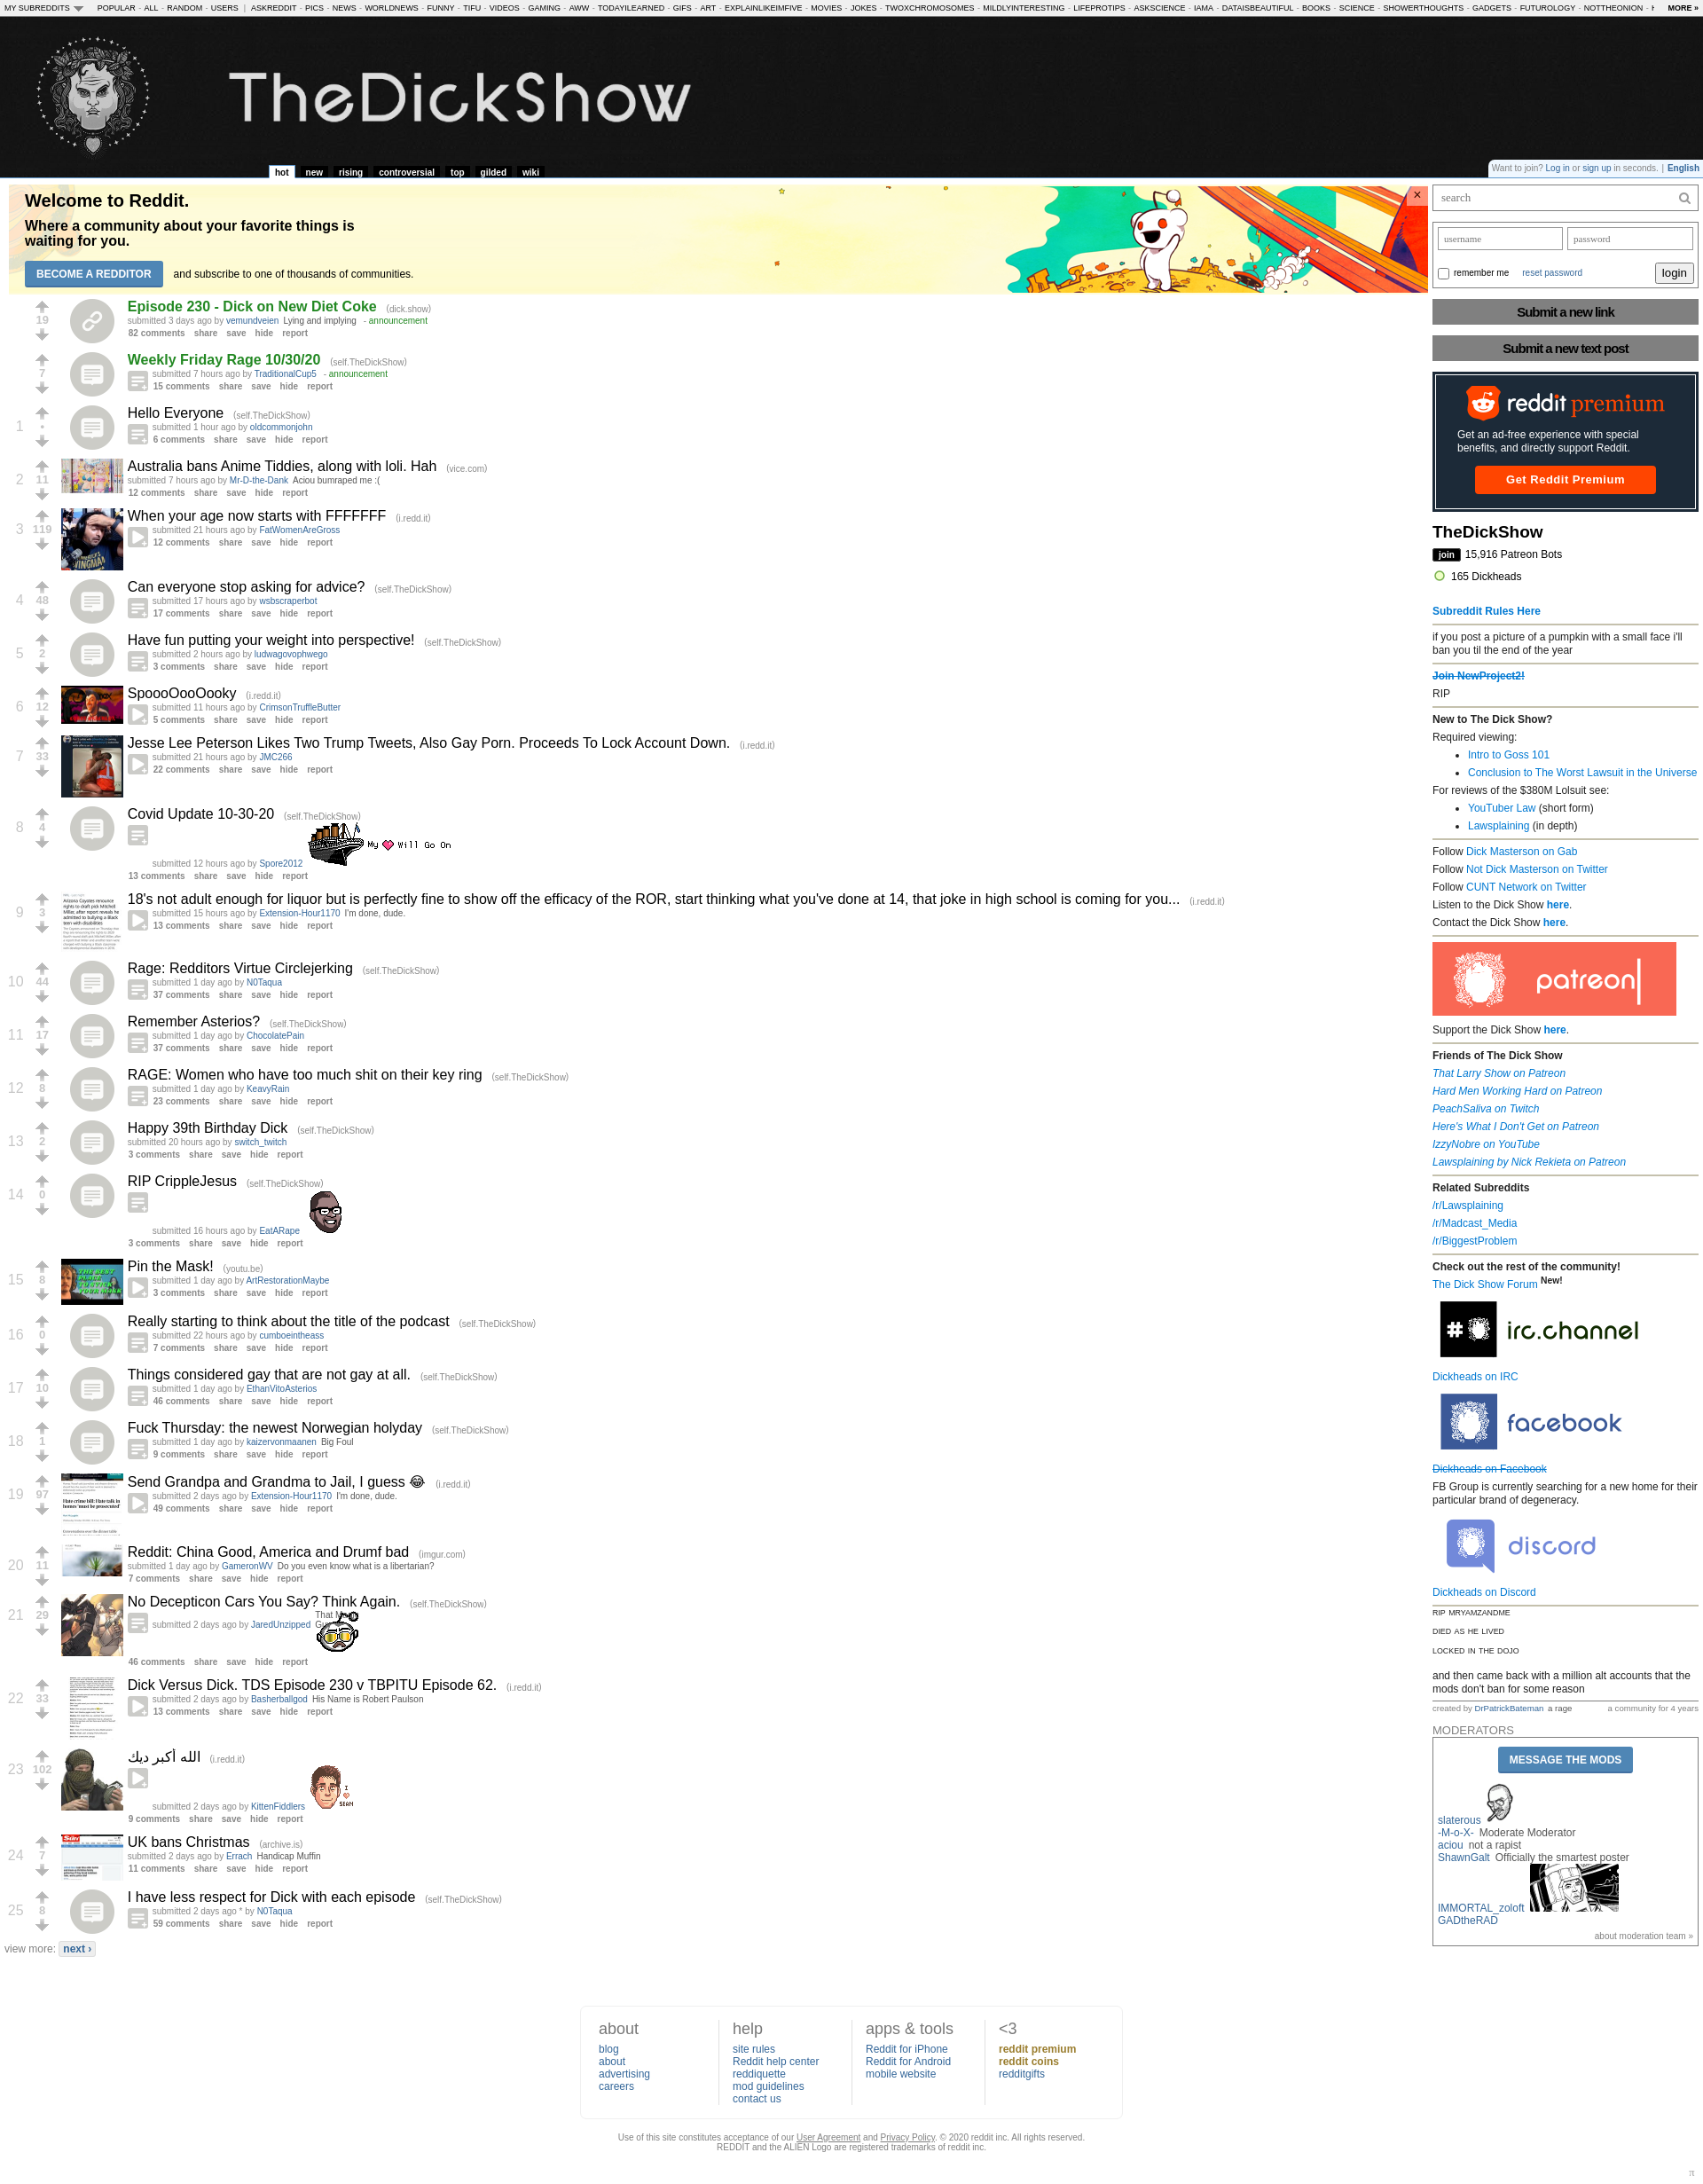 MY SUBREDDITS
POPULAR - ALL - RANDOM - USERS | ASKREDDIT - PICS - NEWS - WORLDNEWS - FUNNY - TIFU - VIDEOS - GAMING - AWW - TODAYILEARNED - GIFS - ART - EXPLAINLIKEIMFIVE - MOVIES - JOKES - TWOXCHROMOSOMES - MILDLYINTERESTING - LIFEPROTIPS - ASKSCIENCE - IAMA - DATAISBEAUTIFUL - BOOKS - SCIENCE - SHOWERTHOUGHTS - GADGETS - FUTUROLOGY - NOTTHEONION -
MORE »
TheDickShow
hot new rising controversial top gilded wiki
Want to join? Log in or sign up in seconds. | English
Welcome to Reddit.
Where a community about your favorite things is
waiting for you.
BECOME A REDDITOR and subscribe to one of thousands of communities.
×
19
Episode 230 - Dick on New Diet Coke (dick.show)
submitted 3 days ago by vemundveien Lying and implying - announcement
82 comments share save hide report
7
Weekly Friday Rage 10/30/20 (self.TheDickShow)
submitted 7 hours ago by TraditionalCup5 - announcement
15 comments share save hide report
1 •
Hello Everyone (self.TheDickShow)
submitted 1 hour ago by oldcommonjohn
6 comments share save hide report
2 11
Australia bans Anime Tiddies, along with loli. Hah (vice.com)
submitted 7 hours ago by Mr-D-the-Dank Aciou bumraped me :(
12 comments share save hide report
3 119
When your age now starts with FFFFFFF (i.redd.it)
submitted 21 hours ago by FatWomenAreGross
12 comments share save hide report
4 48
Can everyone stop asking for advice? (self.TheDickShow)
submitted 17 hours ago by wsbscraperbot
17 comments share save hide report
5 2
Have fun putting your weight into perspective! (self.TheDickShow)
submitted 2 hours ago by ludwagovophwego
3 comments share save hide report
6 12
SpoooOooOooky (i.redd.it)
submitted 11 hours ago by CrimsonTruffleButter
5 comments share save hide report
7 33
Jesse Lee Peterson Likes Two Trump Tweets, Also Gay Porn. Proceeds To Lock Account Down. (i.redd.it)
submitted 21 hours ago by JMC266
22 comments share save hide report
8 4
Covid Update 10-30-20 (self.TheDickShow)
My Will Go On
submitted 12 hours ago by Spore2012
13 comments share save hide report
9 3
18's not adult enough for liquor but is perfectly fine to show off the efficacy of the ROR, start thinking what you've done at 14, that joke in high school is coming for you... (i.redd.it)
submitted 15 hours ago by Extension-Hour1170 I'm done, dude.
13 comments share save hide report
10 44
Rage: Redditors Virtue Circlejerking (self.TheDickShow)
submitted 1 day ago by N0Taqua
37 comments share save hide report
11 17
Remember Asterios? (self.TheDickShow)
submitted 1 day ago by ChocolatePain
37 comments share save hide report
12 8
RAGE: Women who have too much shit on their key ring (self.TheDickShow)
submitted 1 day ago by KeavyRain
23 comments share save hide report
13 2
Happy 39th Birthday Dick (self.TheDickShow)
submitted 20 hours ago by switch_twitch
3 comments share save hide report
14 0
RIP CrippleJesus (self.TheDickShow)
submitted 16 hours ago by EatARape
3 comments share save hide report
15 8
Pin the Mask! (youtu.be)
submitted 1 day ago by ArtRestorationMaybe
3 comments share save hide report
16 0
Really starting to think about the title of the podcast (self.TheDickShow)
submitted 22 hours ago by cumboeintheass
7 comments share save hide report
17 10
Things considered gay that are not gay at all. (self.TheDickShow)
submitted 1 day ago by EthanVitoAsterios
46 comments share save hide report
18 1
Fuck Thursday: the newest Norwegian holyday (self.TheDickShow)
submitted 1 day ago by kaizervonmaanen Big Foul
9 comments share save hide report
19 97
Send Grandpa and Grandma to Jail, I guess 😂 (i.redd.it)
submitted 2 days ago by Extension-Hour1170 I'm done, dude.
49 comments share save hide report
20 11
Reddit: China Good, America and Drumf bad (imgur.com)
submitted 1 day ago by GameronWV Do you even know what is a libertarian?
7 comments share save hide report
21 29
No Decepticon Cars You Say? Think Again. (self.TheDickShow)
submitted 2 days ago by JaredUnzipped That
46 comments share save hide report
22 33
Dick Versus Dick. TDS Episode 230 v TBPITU Episode 62. (i.redd.it)
submitted 2 days ago by Basherballgod His Name is Robert Paulson
13 comments share save hide report
23 102
الله أكبر ديك (i.redd.it)
I SEAN
submitted 2 days ago by KittenFiddlers
9 comments share save hide report
24 7
UK bans Christmas (archive.is)
submitted 2 days ago by Errach Handicap Muffin
11 comments share save hide report
25 8
I have less respect for Dick with each episode (self.TheDickShow)
submitted 2 days ago * by N0Taqua
59 comments share save hide report
view more: next ›
search
username password
remember me reset password login
Submit a new link
Submit a new text post
reddit premium
Get an ad-free experience with special
benefits, and directly support Reddit.
Get Reddit Premium
TheDickShow
join 15,916 Patreon Bots
165 Dickheads
Subreddit Rules Here
if you post a picture of a pumpkin with a small face i'll
ban you til the end of the year
Join NewProject2!
RIP
New to The Dick Show?
Required viewing:
• Intro to Goss 101
• Conclusion to The Worst Lawsuit in the Universe
For reviews of the $380M Lolsuit see:
• YouTuber Law (short form)
• Lawsplaining (in depth)
Follow Dick Masterson on Gab
Follow Not Dick Masterson on Twitter
Follow CUNT Network on Twitter
Listen to the Dick Show here.
Contact the Dick Show here.
patreon
Support the Dick Show here.
Friends of The Dick Show
That Larry Show on Patreon
Hard Men Working Hard on Patreon
PeachSaliva on Twitch
Here's What I Don't Get on Patreon
IzzyNobre on YouTube
Lawsplaining by Nick Rekieta on Patreon
Related Subreddits
/r/Lawsplaining
/r/Madcast_Media
/r/BiggestProblem
Check out the rest of the community!
The Dick Show Forum New!
# irc.channel
Dickheads on IRC
facebook
Dickheads on Facebook
FB Group is currently searching for a new home for their
particular brand of degeneracy.
discord
Dickheads on Discord
RIP MRYAMZANDME
DIED AS HE LIVED
LOCKED IN THE DOJO
and then came back with a million alt accounts that the
mods don't ban for some reason
created by DrPatrickBateman a rage a community for 4 years
MODERATORS
MESSAGE THE MODS
slaterous
-M-o-X- Moderate Moderator
aciou not a rapist
ShawnGalt Officially the smartest poster
IMMORTAL_zoloft
GADtheRAD
about moderation team »
about
blog
about
advertising
careers
help
site rules
Reddit help center
reddiquette
mod guidelines
contact us
apps & tools
Reddit for iPhone
Reddit for Android
mobile website
<3
reddit premium
reddit coins
redditgifts
Use of this site constitutes acceptance of our User Agreement and Privacy Policy. © 2020 reddit inc. All rights reserved.
REDDIT and the ALIEN Logo are registered trademarks of reddit inc.
π